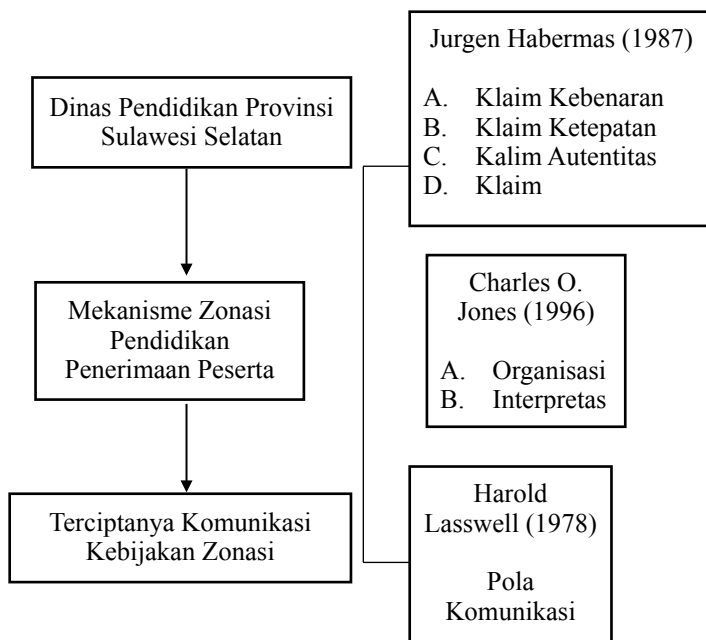 Dinas Pendidikan Provinsi
Sulawesi Selatan
Mekanisme Zonasi
Pendidikan
Penerimaan Peserta
Terciptanya Komunikasi
Kebijakan Zonasi
Jurgen Habermas (1987)
A. Klaim Kebenaran
B. Klaim Ketepatan
C. Kalim Autentitas
D. Klaim
Charles O.
Jones (1996)
A. Organisasi
B. Interpretas
Harold
Lasswell (1978)
Pola
Komunikasi